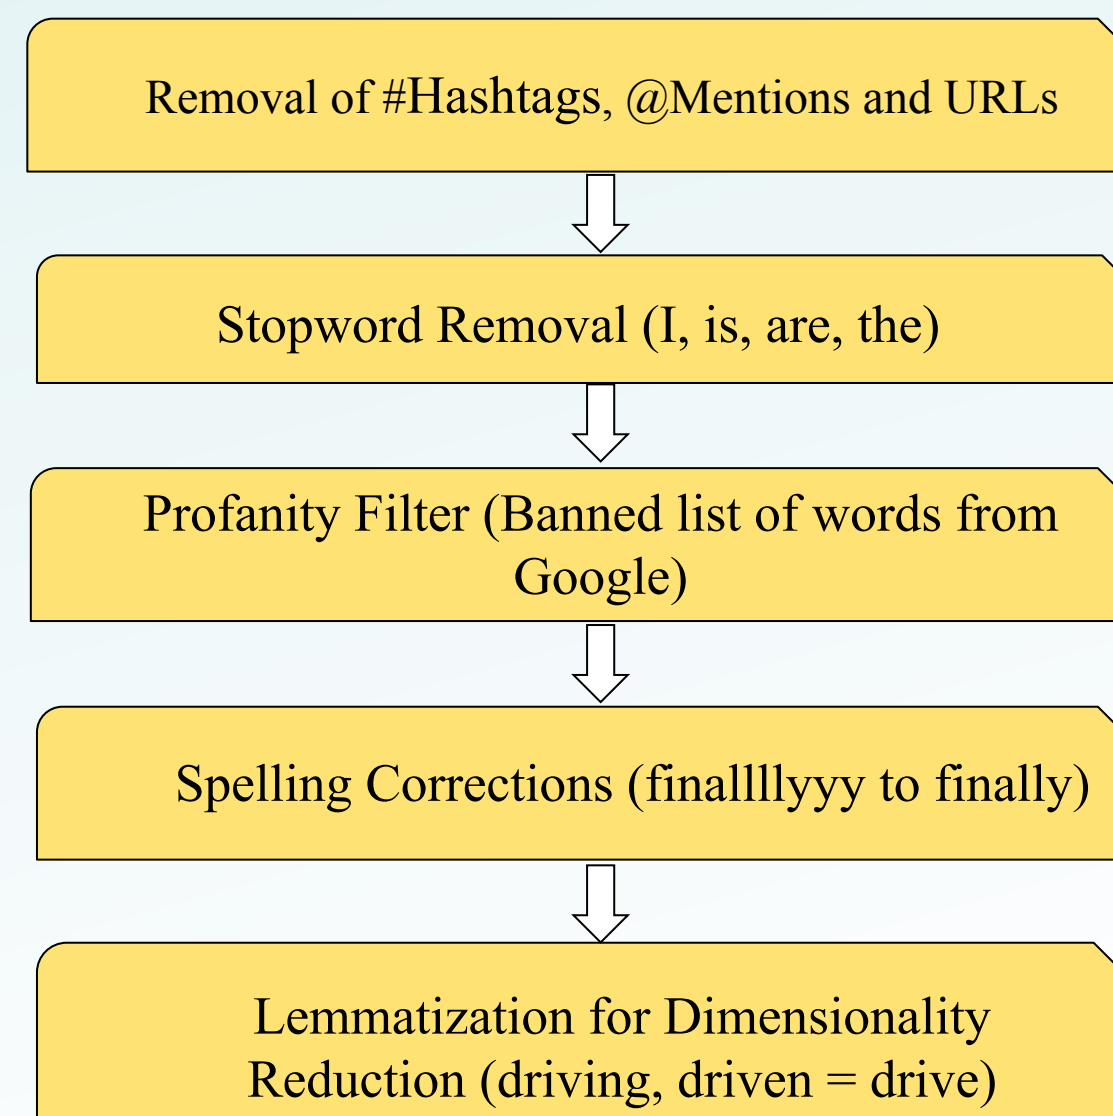 Removal of #Hashtags, @Mentions and URLs
Stopword Removal (I, is, are, the)
Profanity Filter (Banned list of words from
Google)
Spelling Corrections (finallllyyy to finally)
Lemmatization for Dimensionality
Reduction (driving, driven = drive)